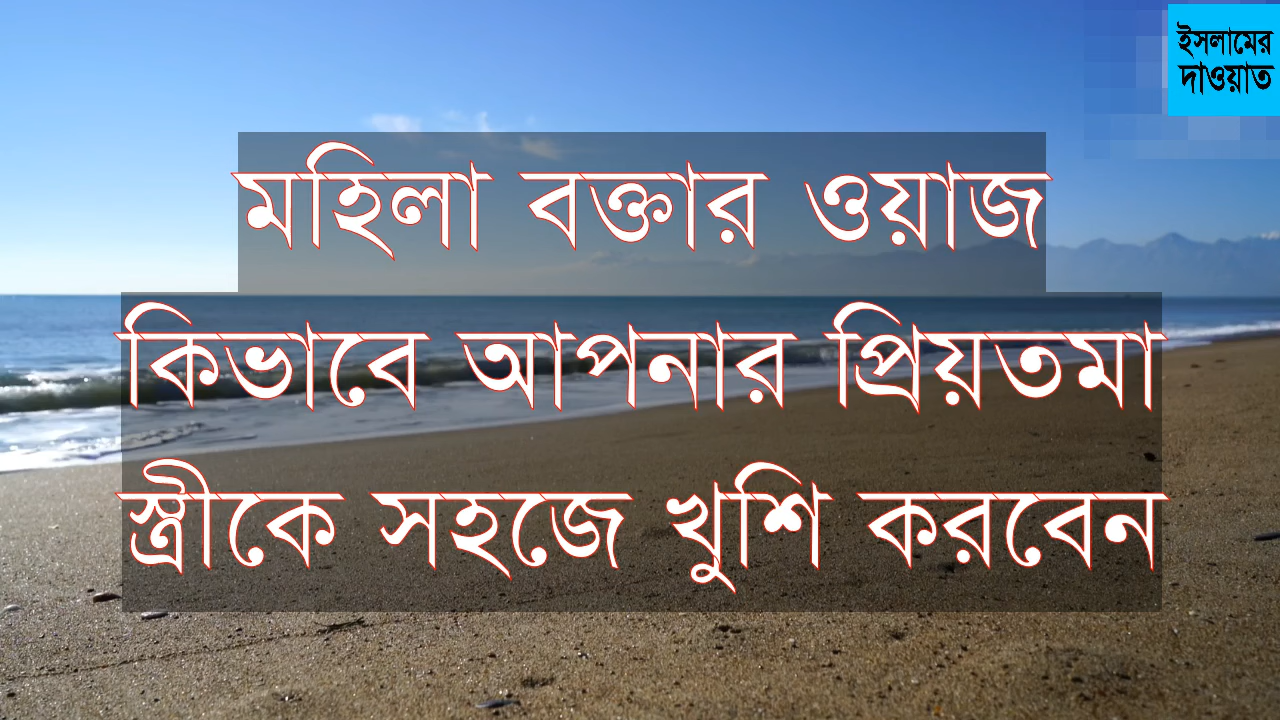 ইসলামের
দাওয়াত
মহিলা বক্তার ওয়াজ
কিভাবে আপনার প্রিয়তমা
স্ত্রীকে সহজে খুশি করবেন